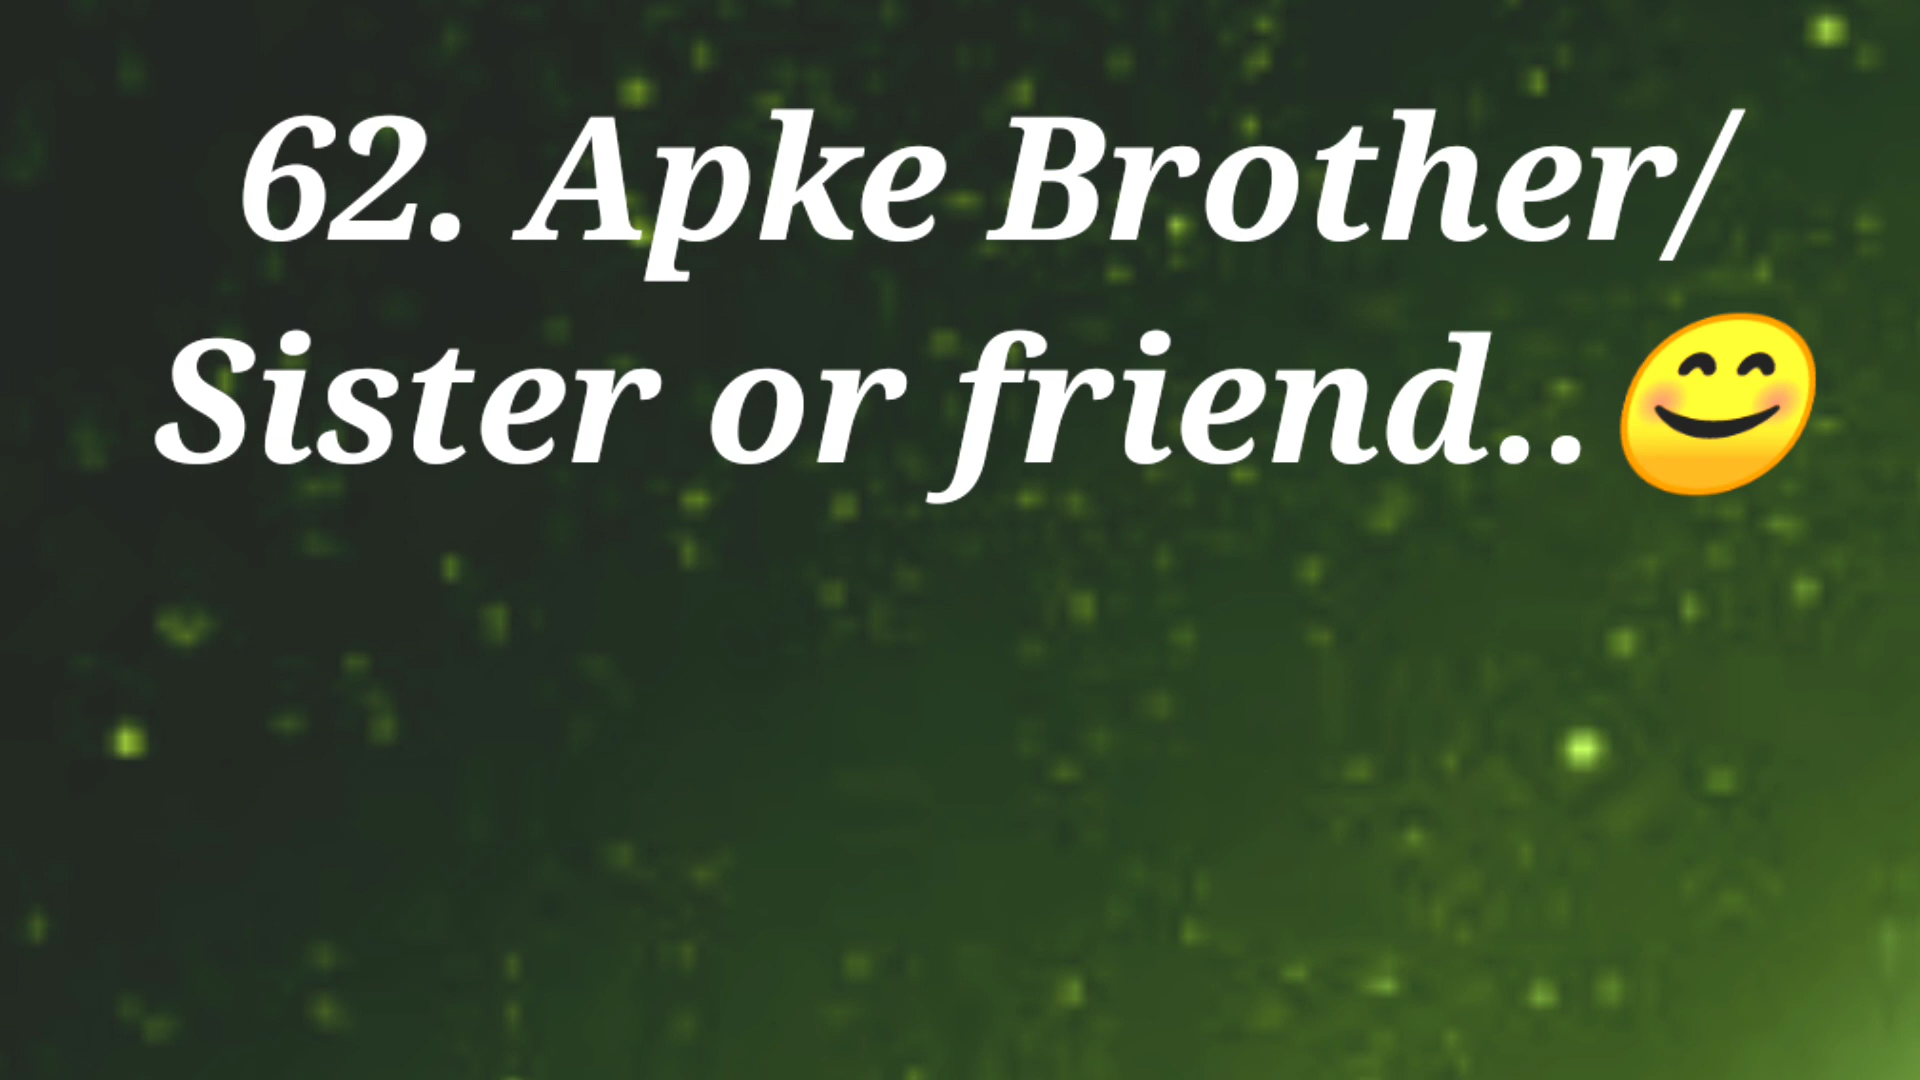 62. Apke Brother/
Sister or friend..😊